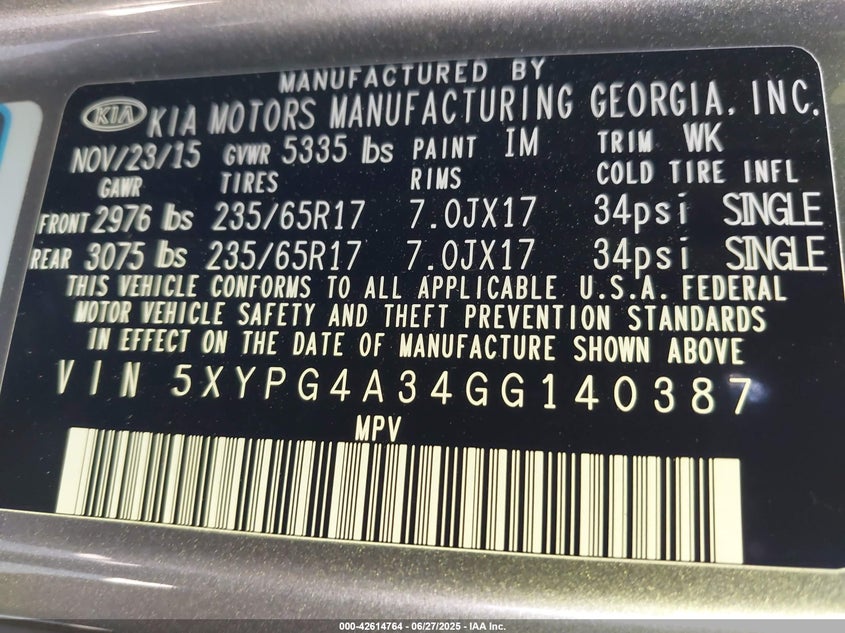 MANUFACTURED BY
KIA KIA MOTORS MANUFACTURING GEORGIA, INC.
NOV/23/15 GVWR 5335 lbs PAINT IM TRIM WK
GAWR TIRES RIMS COLD TIRE INFL
FRONT 2976 lbs 235/65R17 7.0JX17 34psi SINGLE
REAR 3075 lbs 235/65R17 7.0JX17 34psi SINGLE
THIS VEHICLE CONFORMS TO ALL APPLICABLE U.S.A. FEDERAL
MOTOR VEHICLE SAFETY AND THEFT PREVENTION STANDARDS
IN EFFECT ON THE DATE OF MANUFACTURE SHOWN ABOVE
VIN 5XYPG4A34GG140387
MPV
000-42614764 - 06/27/2025 - IAA Inc.